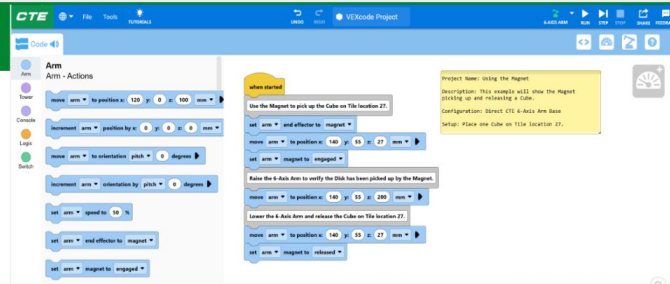 CTE
File
Tools
TUTORIALS
UNDO
REDO
VEXcode Project
6-AXIS ARM
RUN
STEP
STOP
SHARE
FEEDBA
Code
Arm
Tower
Console
Logic
Switch
Arm
Arm - Actions
move arm to position x: 120 y: 0 z: 100 mm
increment arm position by x: 0 y: 0 z: 0 mm
move arm to orientation pitch 0 degrees
increment arm orientation by pitch 0 degrees
set arm speed to 50 %
set arm end effector to magnet
set arm magnet to engaged
when started
Use the Magnet to pick up the Cube on Tile location 27.
set arm end effector to magnet
move arm to position x: 140 y: 55 z: 27 mm
set arm magnet to engaged
Raise the 6-Axis Arm to verify the Disk has been picked up by the Magnet.
move arm to position x: 140 y: 55 z: 200 mm
Lower the 6-Axis Arm and release the Cube on Tile location 27.
move arm to position x: 140 y: 55 z: 27 mm
set arm magnet to released
Project Name: Using the Magnet
Description: This example will show the Magnet
picking up and releasing a Cube.
Configuration: Direct CTE 6-Axis Arm Base
Setup: Place one Cube on Tile location 27.